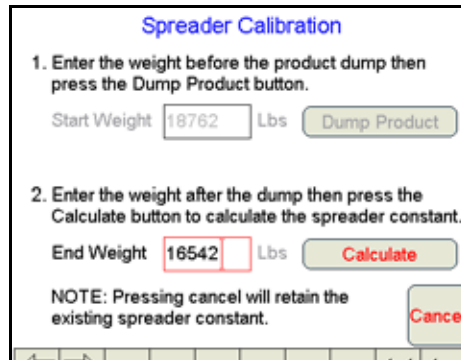 Spreader Calibration
1. Enter the weight before the product dump then
press the Dump Product button.
Start Weight 18762 Lbs Dump Product
2. Enter the weight after the dump then press the
Calculate button to calculate the spreader constant.
End Weight 16542 Lbs Calculate
NOTE: Pressing cancel will retain the
existing spreader constant.
Cance